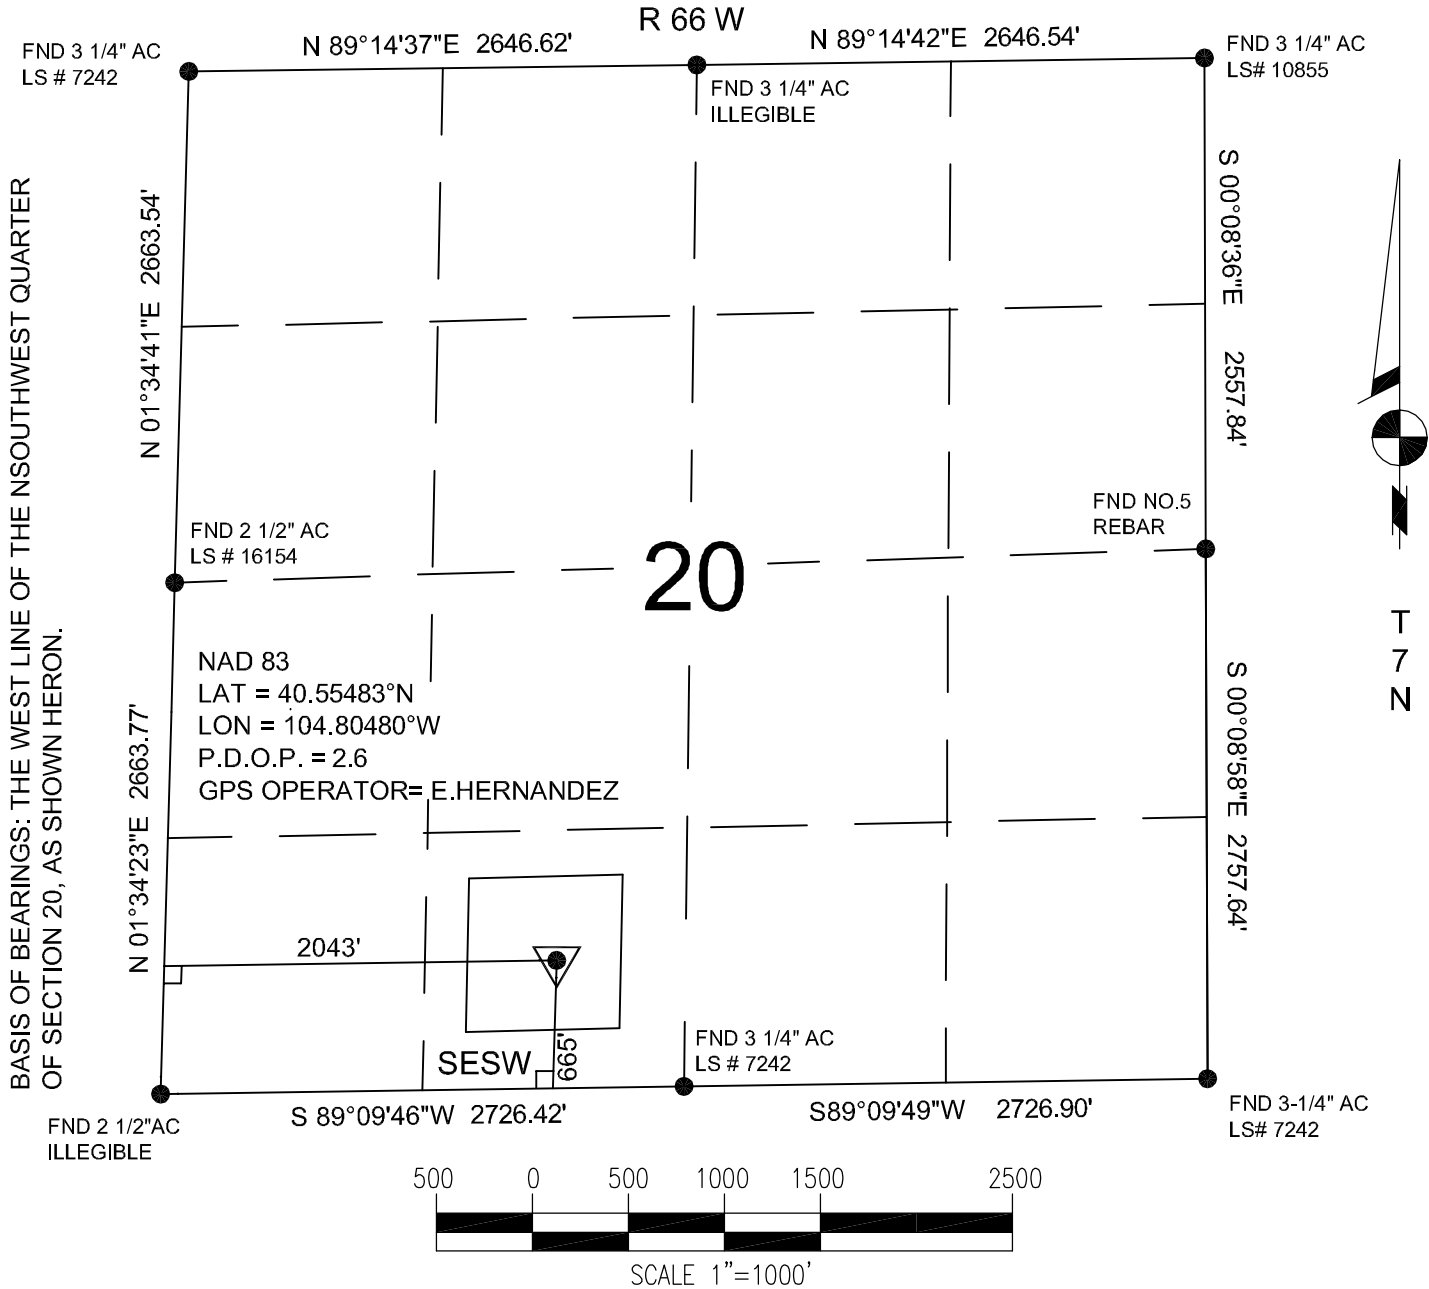 R 66 W
N 89°14'37"E 2646.62'
N 89°14'42"E 2646.54'
FND 3 1/4" AC
LS # 7242
FND 3 1/4" AC
ILLEGIBLE
FND 3 1/4" AC
LS# 10855
BASIS OF BEARINGS: THE WEST LINE OF THE NSOUTHWEST QUARTER
OF SECTION 20, AS SHOWN HERON.
N 01°34'41"E 2663.54'
S 00°08'36"E 2557.84'
FND 2 1/2" AC
LS # 16154
FND NO.5
REBAR
20
N
T
7
N
NAD 83
LAT = 40.55483°N
LON = 104.80480°W
P.D.O.P. = 2.6
GPS OPERATOR= E.HERNANDEZ
N 01°34'23"E 2663.77'
S 00°08'58"E 2757.64'
2043'
665'
SESW
FND 3 1/4" AC
LS # 7242
FND 2 1/2"AC
ILLEGIBLE
S 89°09'46"W 2726.42'
S89°09'49"W 2726.90'
FND 3-1/4" AC
LS# 7242
500 0 500 1000 1500 2500
SCALE 1"=1000'